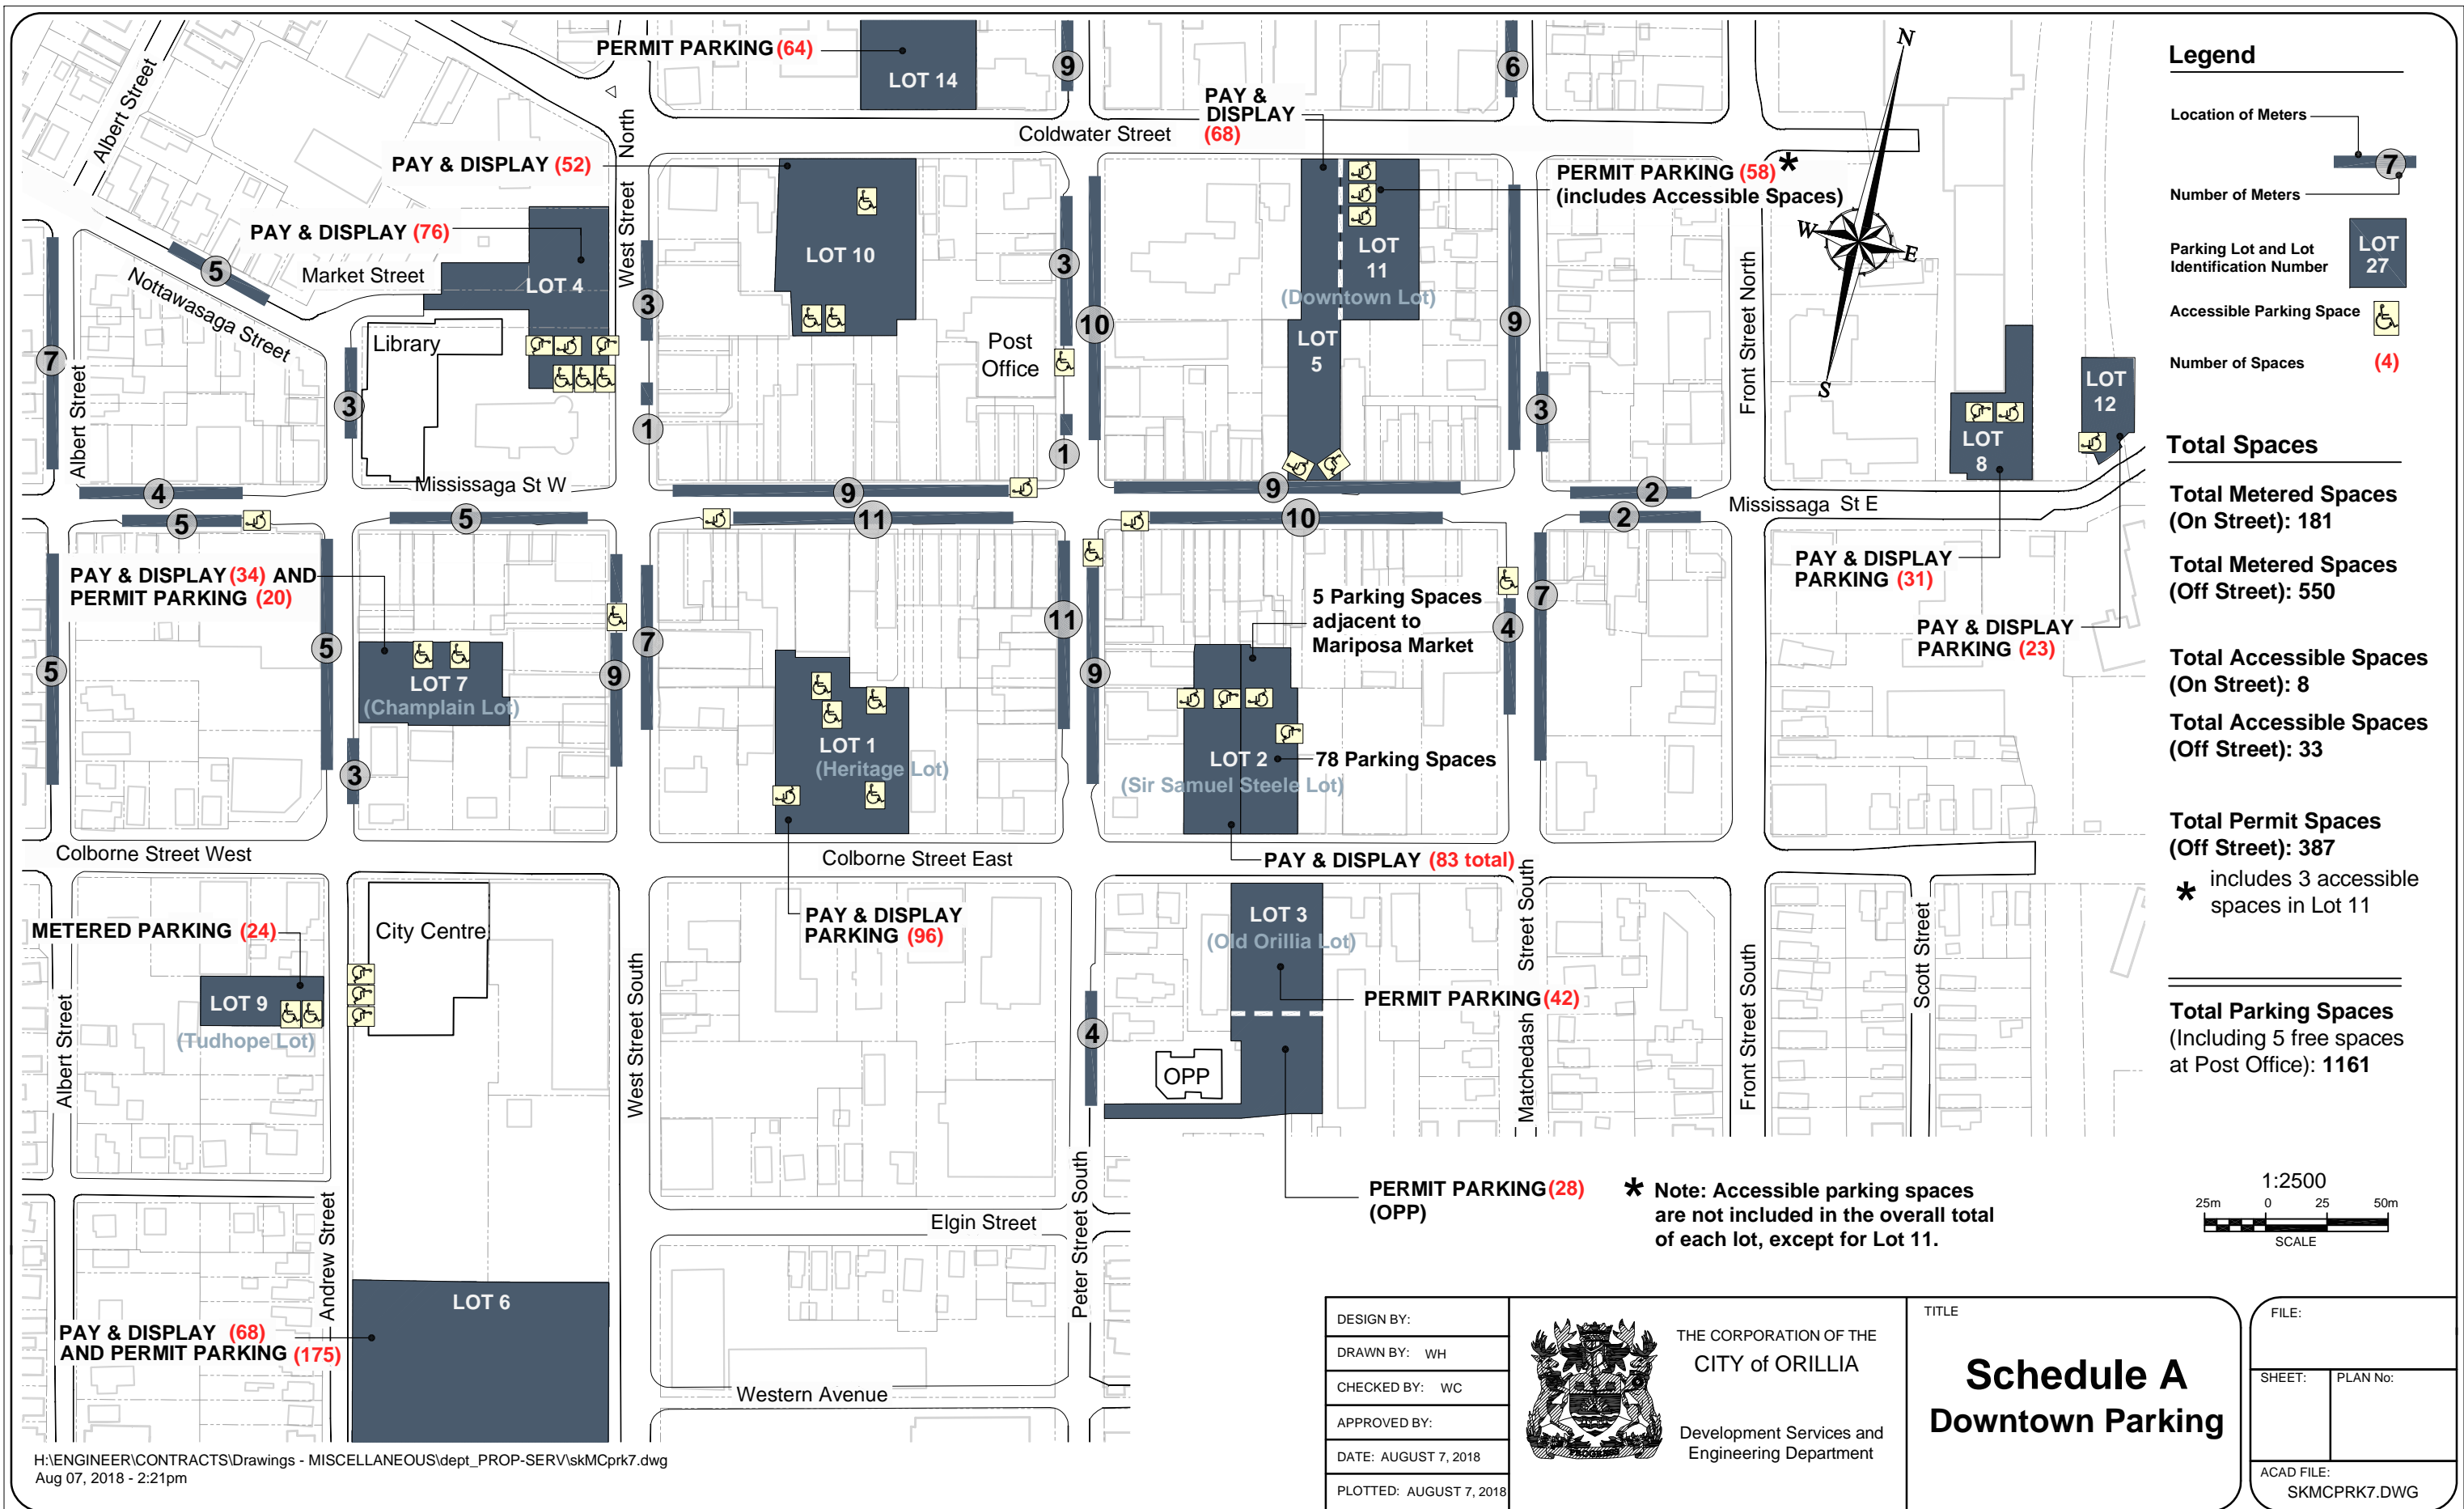 PERMIT PARKING (64)
LOT 14
9
6
PAY &
DISPLAY
(68)
Coldwater Street
Albert Street
North
West Street
PAY & DISPLAY (52)
PAY & DISPLAY (76)
Market Street
LOT 4
5
Nottawasaga Street
Library
7
Albert Street
3
3
1
LOT 10
Post
Office
3
10
1
LOT
11
(Downtown Lot)
LOT
5
PERMIT PARKING (58) *
(includes Accessible Spaces)
9
3
Front Street North
N
W
E
S
LOT
8
LOT
12
4
Mississaga St W
9
9
2
5
5
11
10
2
Mississaga St E
PAY & DISPLAY (34) AND
PERMIT PARKING (20)
5
5
LOT 7
(Champlain Lot)
3
9
7
LOT 1
(Heritage Lot)
11
9
5 Parking Spaces
adjacent to
Mariposa Market
LOT 2
78 Parking Spaces
(Sir Samuel Steele Lot)
4
7
PAY & DISPLAY
PARKING (31)
PAY & DISPLAY
PARKING (23)
Colborne Street West
Colborne Street East
PAY & DISPLAY (83 total)
METERED PARKING (24)
City Centre
LOT 9
(Tudhope Lot)
Albert Street
PAY & DISPLAY
PARKING (96)
West Street South
LOT 3
(Old Orillia Lot)
PERMIT PARKING (42)
4
OPP
Matchedash Street South
Front Street South
Scott Street
PERMIT PARKING (28)
(OPP)
* Note: Accessible parking spaces
are not included in the overall total
of each lot, except for Lot 11.
Elgin Street
Andrew Street
Peter Street South
LOT 6
PAY & DISPLAY (68)
AND PERMIT PARKING (175)
Western Avenue
Legend
Location of Meters
7
Number of Meters
Parking Lot and Lot
Identification Number
LOT
27
Accessible Parking Space
Number of Spaces (4)
Total Spaces
Total Metered Spaces
(On Street): 181
Total Metered Spaces
(Off Street): 550
Total Accessible Spaces
(On Street): 8
Total Accessible Spaces
(Off Street): 33
Total Permit Spaces
(Off Street): 387
* includes 3 accessible
spaces in Lot 11
Total Parking Spaces
(Including 5 free spaces
at Post Office): 1161
1:2500
25m 0 25 50m
SCALE
DESIGN BY:
DRAWN BY: WH
CHECKED BY: WC
APPROVED BY:
DATE: AUGUST 7, 2018
PLOTTED: AUGUST 7, 2018
THE CORPORATION OF THE
CITY of ORILLIA
Development Services and
Engineering Department
PROGRESS
TITLE
Schedule A
Downtown Parking
FILE:
SHEET:
PLAN No:
ACAD FILE:
SKMCPRK7.DWG
H:\ENGINEER\CONTRACTS\Drawings - MISCELLANEOUS\dept_PROP-SERV\skMCprk7.dwg
Aug 07, 2018 - 2:21pm